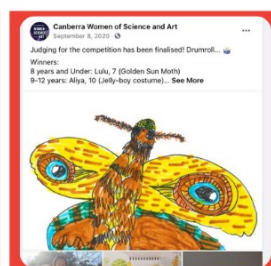 Canberra Women of Science and Art
September 8, 2020
Judging for the competition has been finalised! Drumroll...
Winners:
8 years and Under: Lulu, 7 (Golden Sun Moth)
9-12 years: Aliya, 10 (Jelly-boy costume)... See More